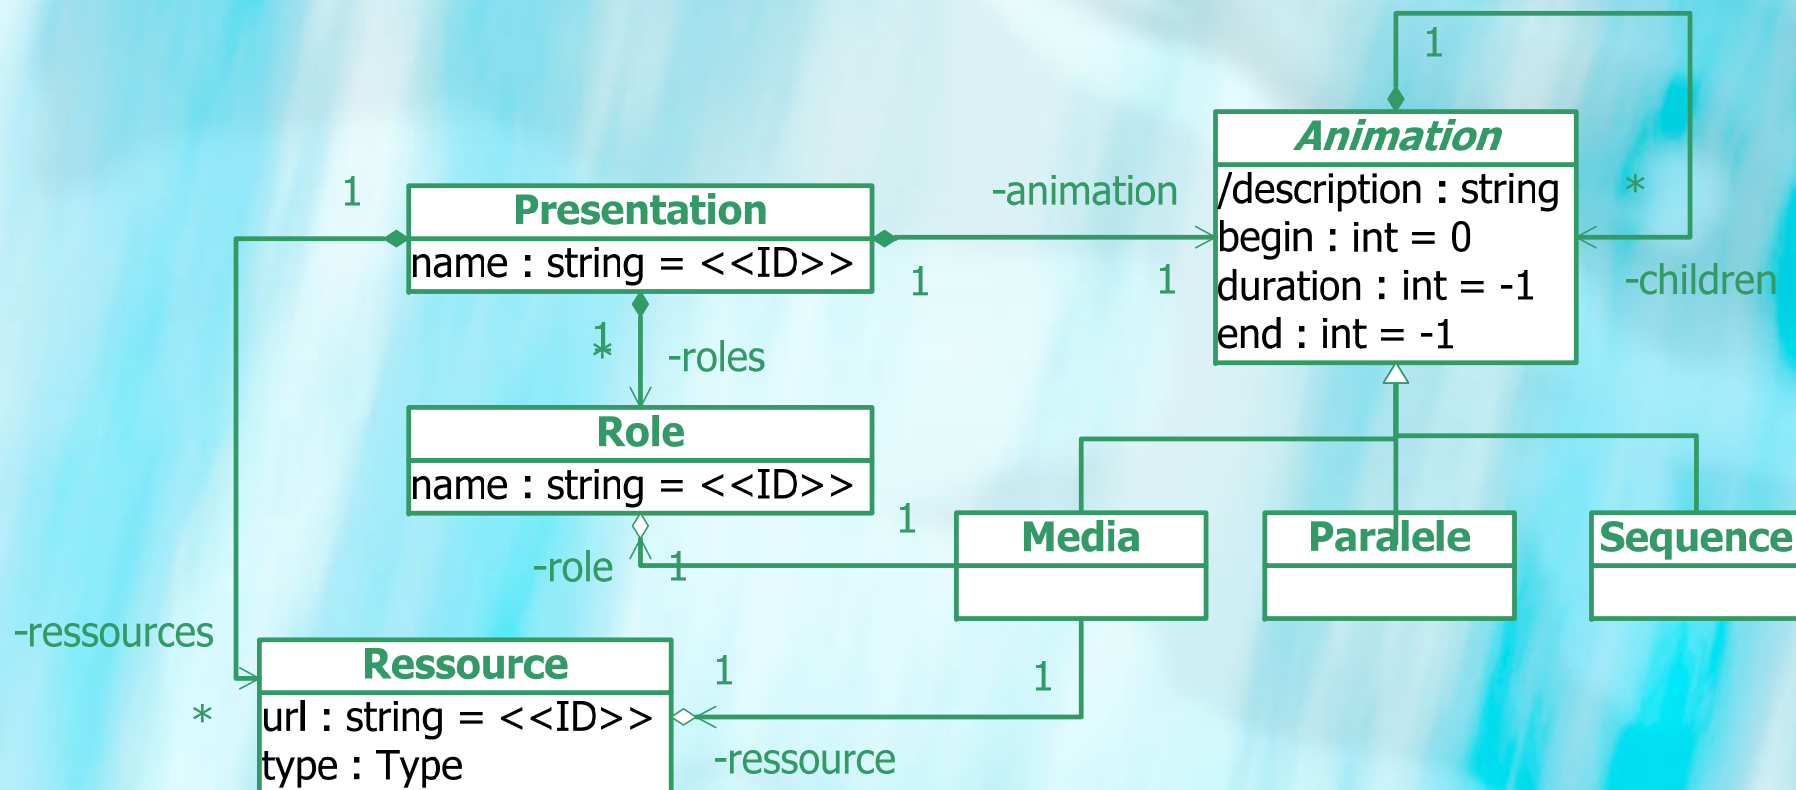 1
Animation
/description : string
begin : int = 0
duration : int = -1
end : int = -1
*
-children
1
Presentation
name : string = <<ID>>
-animation
1
1
1
*
-roles
Role
name : string = <<ID>>
1
-role
1
Media
Paralele
Sequence
-ressources
*
Ressource
url : string = <<ID>>
type : Type
1
1
-ressource